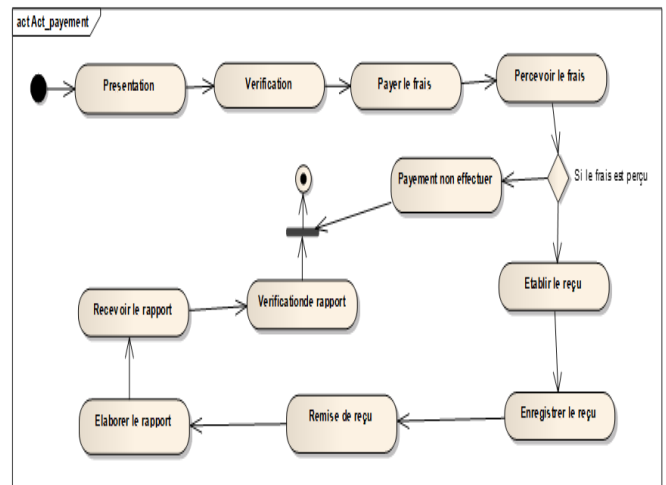 act Act_payement
Presentation
Verification
Payer le frais
Percevoir le frais
Payement non effectuer
Si le frais est perçu
Etablir le reçu
Recevoir le rapport
Verificationde rapport
Elaborer le rapport
Remise de reçu
Enregistrer le reçu